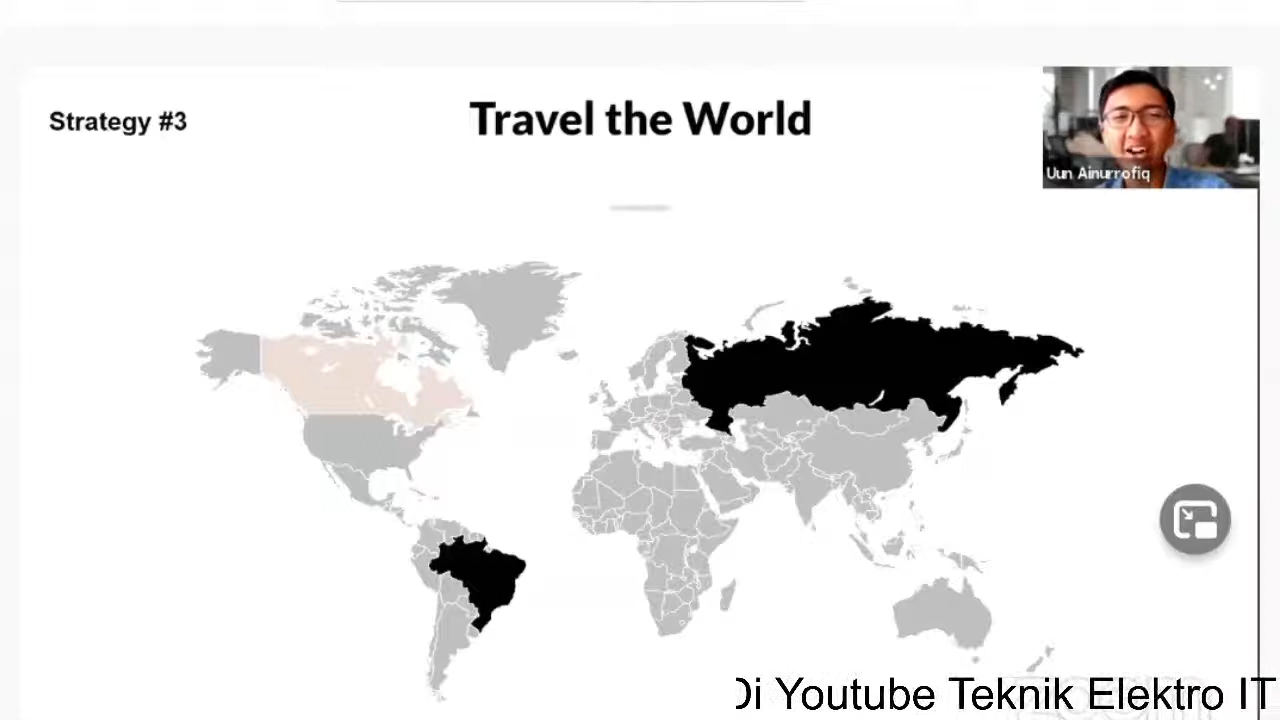 Strategy #3
Travel the World
Uun Ainurrofiq
Di Youtube Teknik Elektro IT